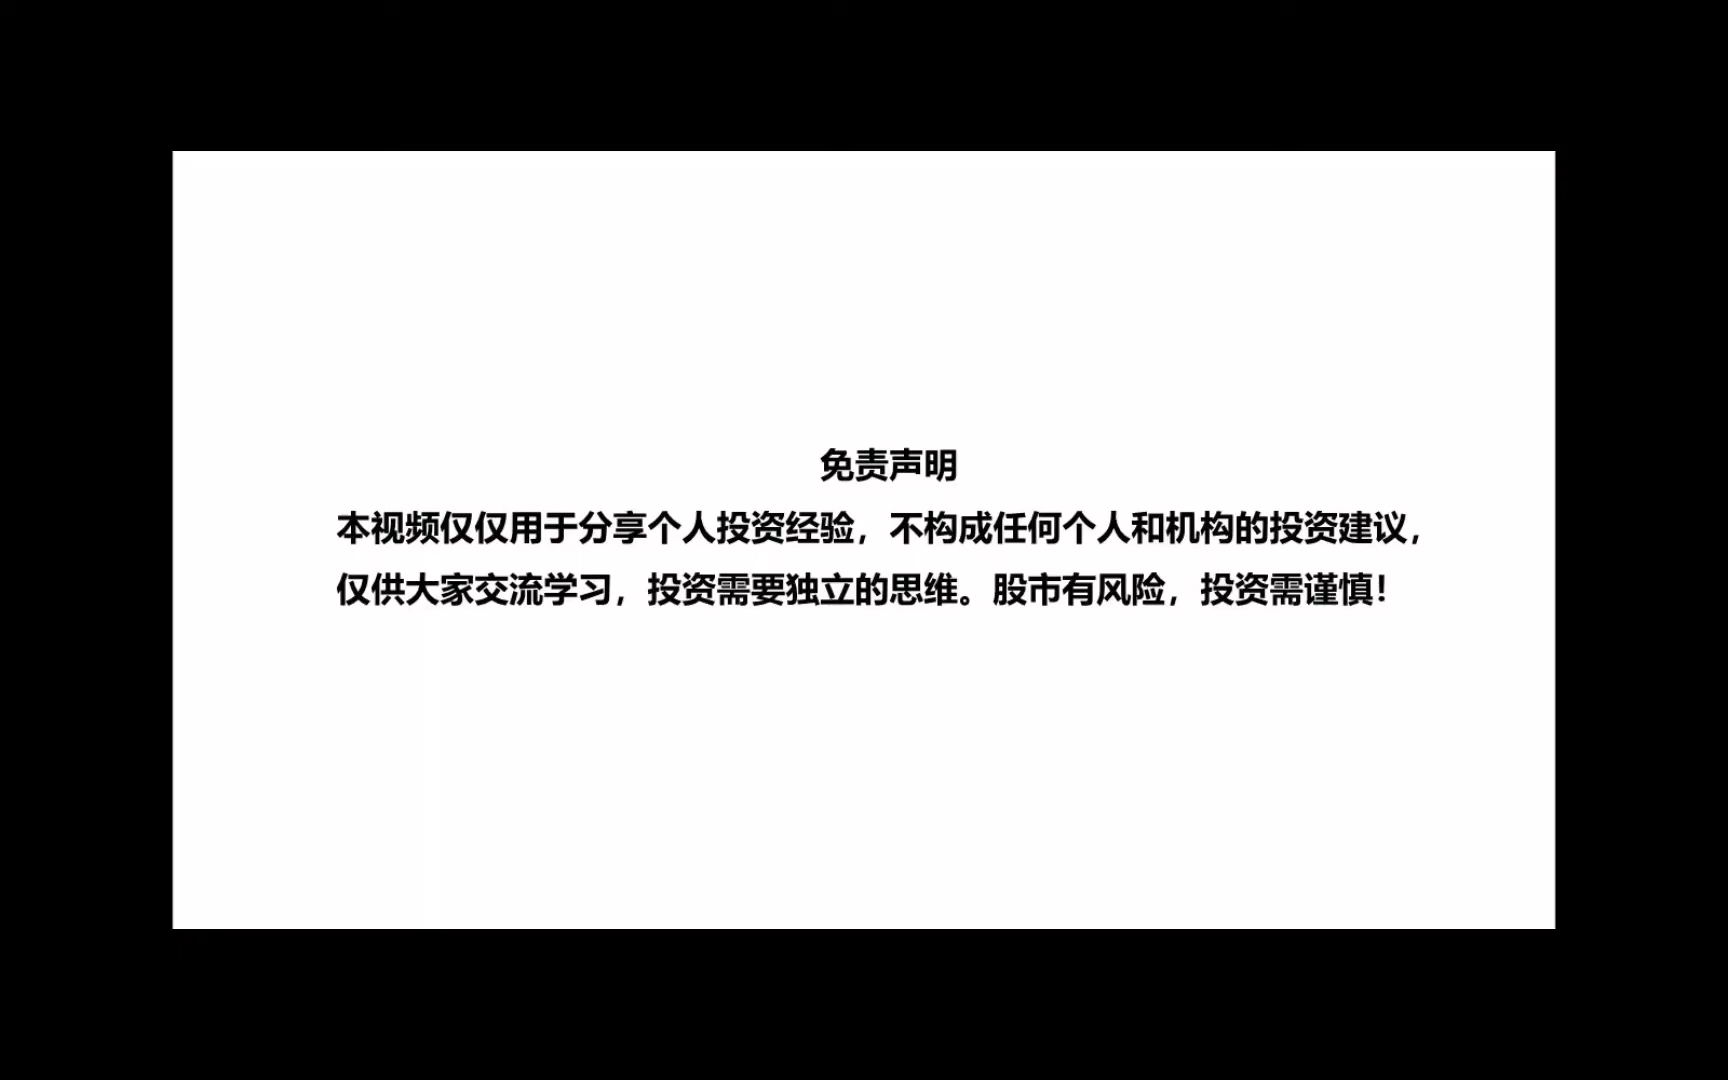 免责声明
本视频仅仅用于分享个人投资经验，不构成任何个人和机构的投资建议，
仅供大家交流学习，投资需要独立的思维。股市有风险，投资需谨慎！